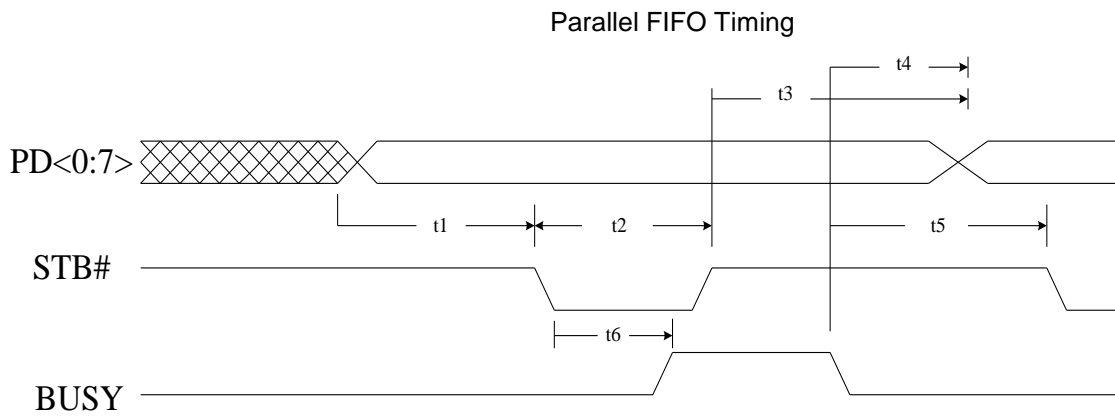 Parallel FIFO Timing
t4
t3
PD<0:7>
t1
t2
t5
STB#
t6
BUSY